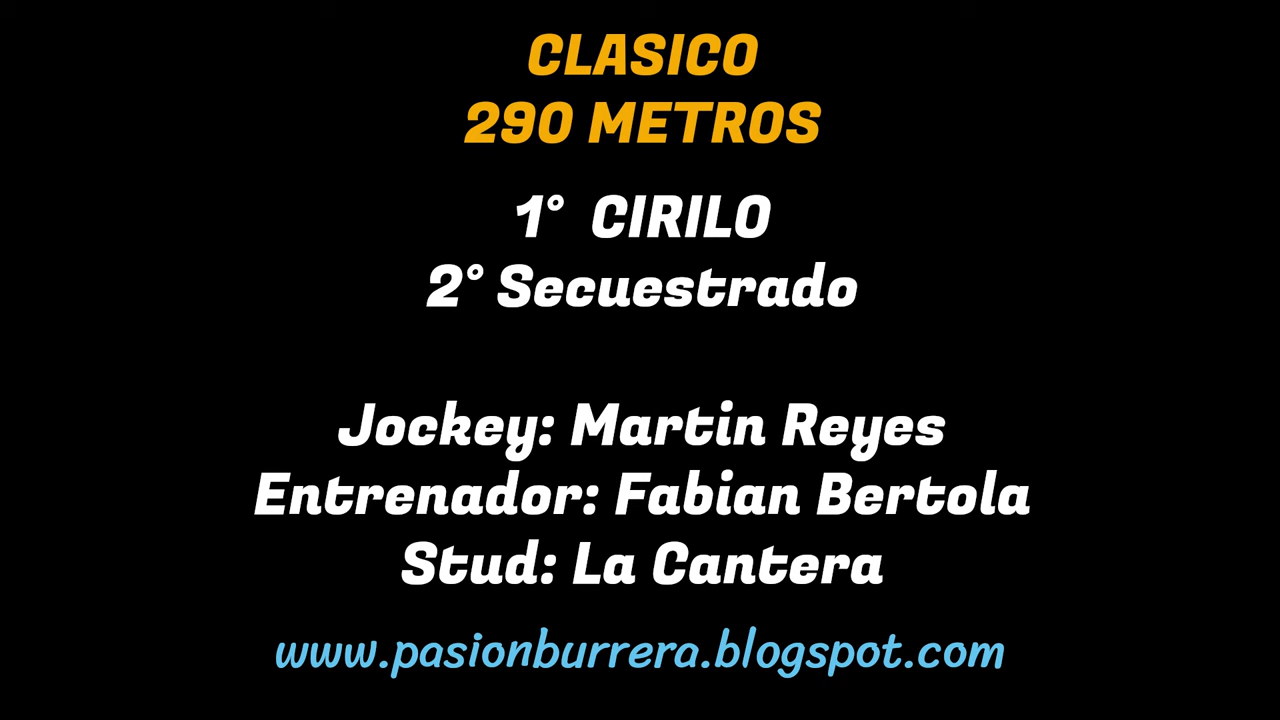 CLASICO
290 METROS
1° CIRILO
2° Secuestrado
Jockey: Martin Reyes
Entrenador: Fabian Bertola
Stud: La Cantera
www.pasionburrera.blogspot.com